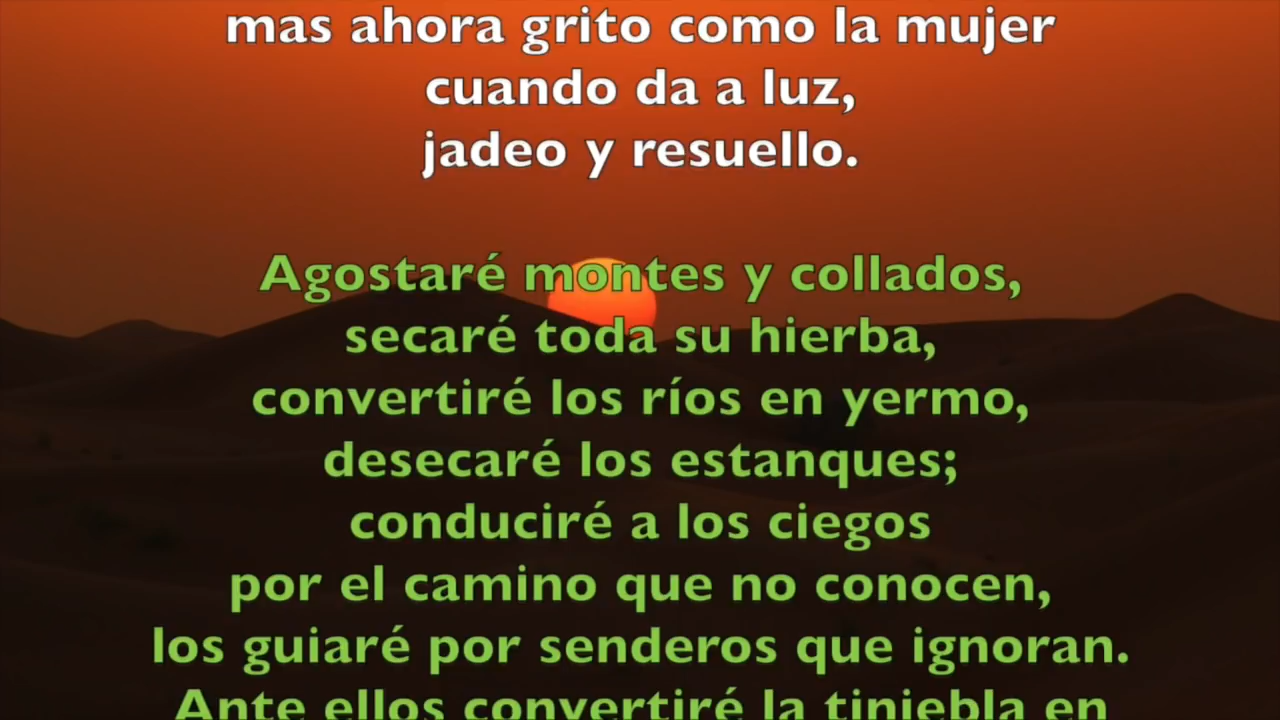 mas ahora grito como la mujer
cuando da a luz,
jadeo y resuello.
Agostaré montes y collados,
secaré toda su hierba,
convertiré los ríos en yermo,
desecaré los estanques;
conduciré a los ciegos
por el camino que no conocen,
los guiaré por senderos que ignoran.
Ante ellos convertiré la tiniebla en